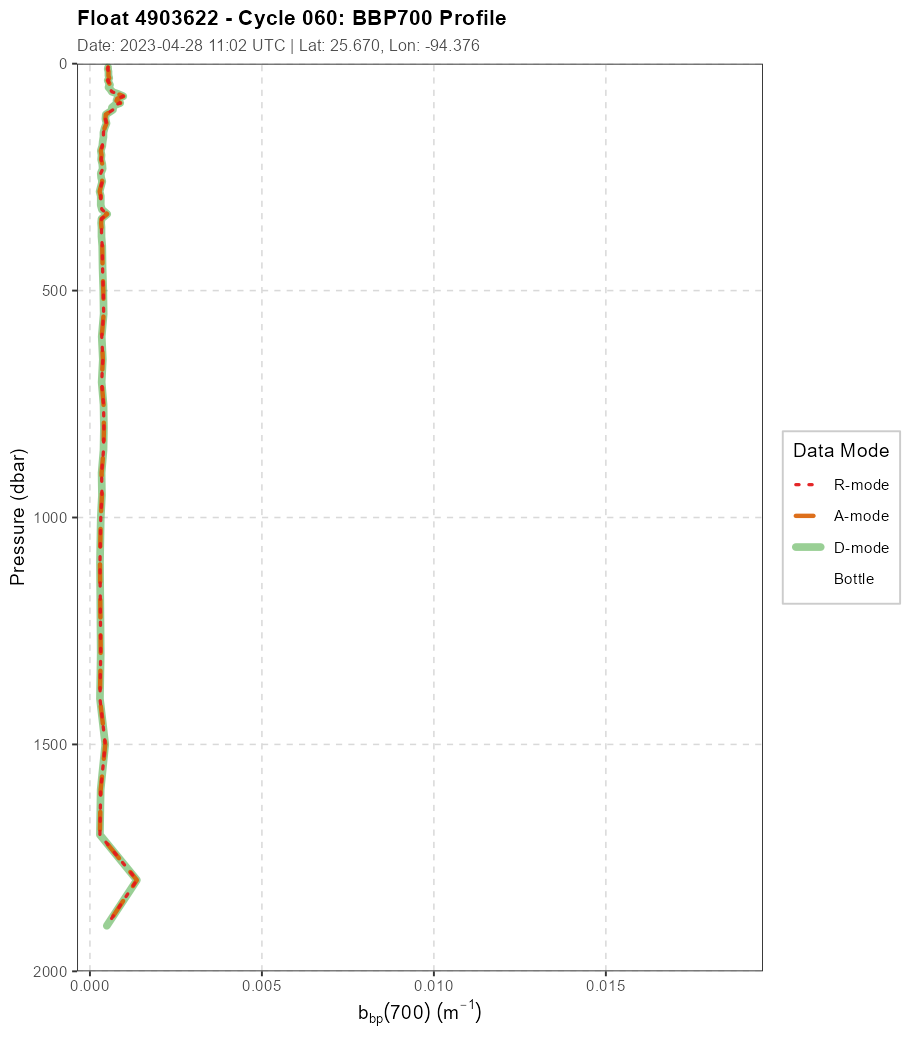 Float 4903622 - Cycle 060: BBP700 Profile
Date: 2023-04-28 11:02 UTC | Lat: 25.670, Lon: -94.376
0
500
1000
1500
2000
Pressure (dbar)
0.000 0.005 0.010 0.015
b_bp(700) (m⁻¹)
Data Mode
R-mode
A-mode
D-mode
Bottle